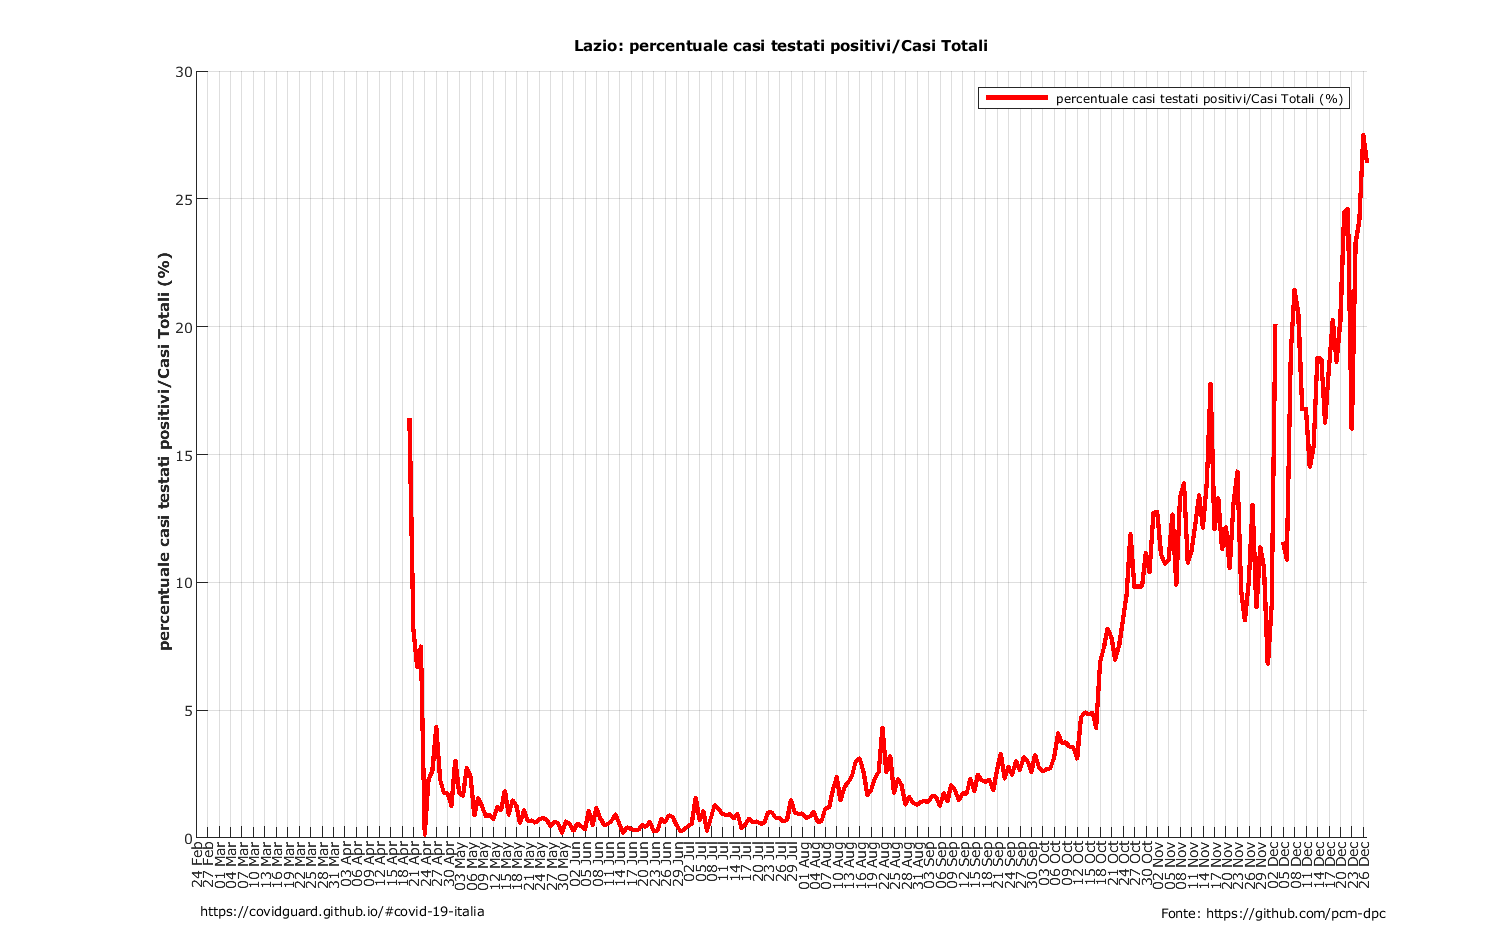 Lazio: percentuale casi testati positivi/Casi Totali
percentuale casi testati positivi/Casi Totali (%)
percentuale casi testati positivi/Casi Totali (%)
30
25
20
15
10
5
0
24 Feb
27 Feb
01 Mar
04 Mar
07 Mar
10 Mar
13 Mar
16 Mar
19 Mar
22 Mar
25 Mar
28 Mar
31 Mar
03 Apr
06 Apr
09 Apr
12 Apr
15 Apr
18 Apr
21 Apr
24 Apr
27 Apr
30 Apr
03 May
06 May
09 May
12 May
15 May
18 May
21 May
24 May
27 May
30 May
02 Jun
05 Jun
08 Jun
11 Jun
14 Jun
17 Jun
20 Jun
23 Jun
26 Jun
29 Jun
02 Jul
05 Jul
08 Jul
11 Jul
14 Jul
17 Jul
20 Jul
23 Jul
26 Jul
29 Jul
01 Aug
04 Aug
07 Aug
10 Aug
13 Aug
16 Aug
19 Aug
22 Aug
25 Aug
28 Aug
31 Aug
03 Sep
06 Sep
09 Sep
12 Sep
15 Sep
18 Sep
21 Sep
24 Sep
27 Sep
30 Sep
03 Oct
06 Oct
09 Oct
12 Oct
15 Oct
18 Oct
21 Oct
24 Oct
27 Oct
30 Oct
02 Nov
05 Nov
08 Nov
11 Nov
14 Nov
17 Nov
20 Nov
23 Nov
26 Nov
29 Nov
02 Dec
05 Dec
08 Dec
11 Dec
14 Dec
17 Dec
20 Dec
23 Dec
26 Dec
https://covidguard.github.io/#covid-19-italia
Fonte: https://github.com/pcm-dpc